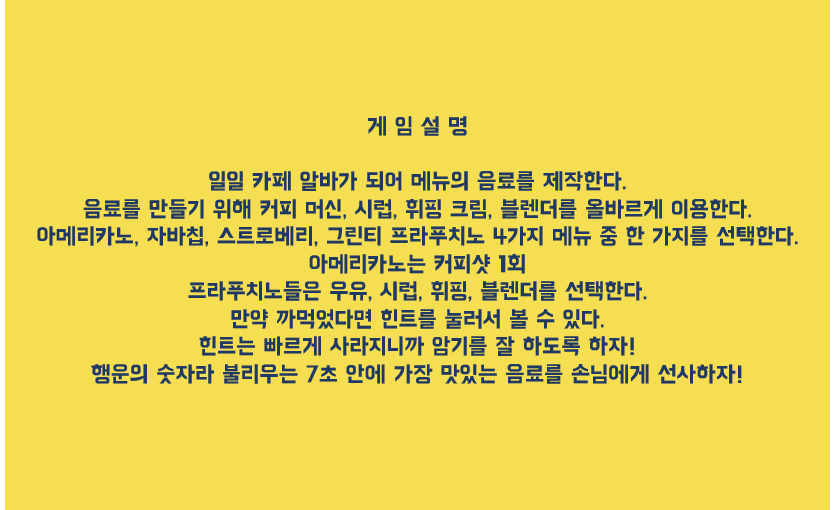 게 임 설 명
일일 카페 알바가 되어 메뉴의 음료를 제작한다.
음료를 만들기 위해 커피 머신, 시럽, 휘핑 크림, 블렌더를 올바르게 이용한다.
아메리카노, 자바칩, 스트로베리, 그린티 프라푸치노 4가지 메뉴 중 한 가지를 선택한다.
아메리카노는 커피샷 1회
프라푸치노들은 우유, 시럽, 휘핑, 블렌더를 선택한다.
만약 까먹었다면 힌트를 눌러서 볼 수 있다.
힌트는 빠르게 사라지니까 암기를 잘 하도록 하자!
행운의 숫자라 불리우는 7초 안에 가장 맛있는 음료를 손님에게 선사하자!